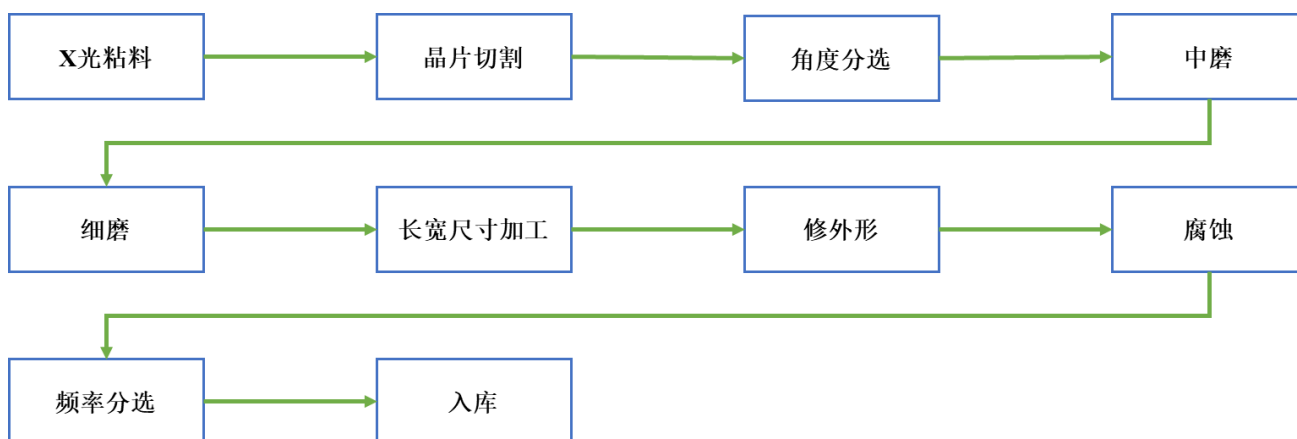 X光粘料
晶片切割
角度分选
中磨
细磨
长宽尺寸加工
修外形
腐蚀
频率分选
入库